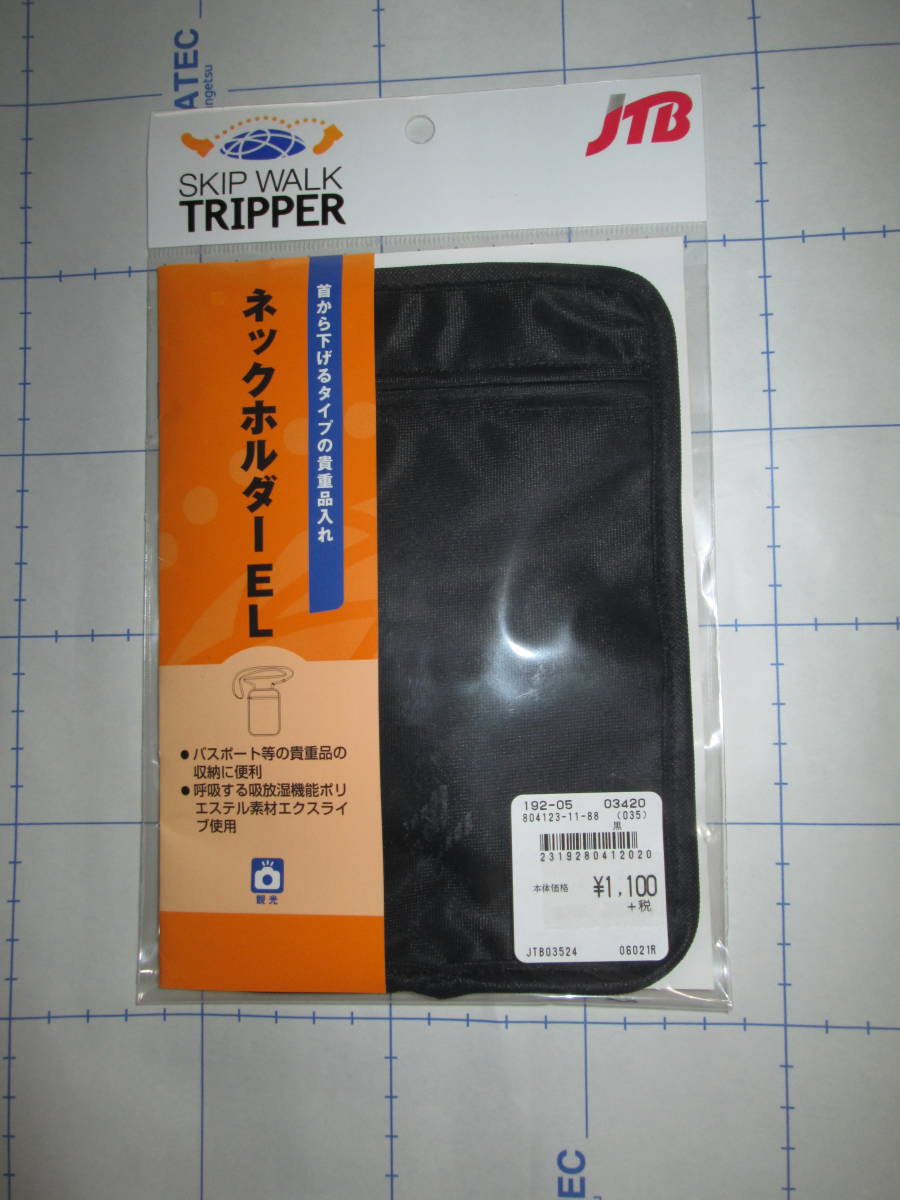 ATEC
ngetsu
SKIP WALK
TRIPPER
JTB
首から下げるタイプの貴重品入れ
ネックホルダーEL
●パスポート等の貴重品の
収納に便利
●呼吸する吸放湿機能ポリ
エステル素材エクスライ
ブ使用
観光
192-05 03420
804123-11-88 (035)
黒
2319280412020
本体価格 ¥1,100
+税
JTB03524 06021R
EC